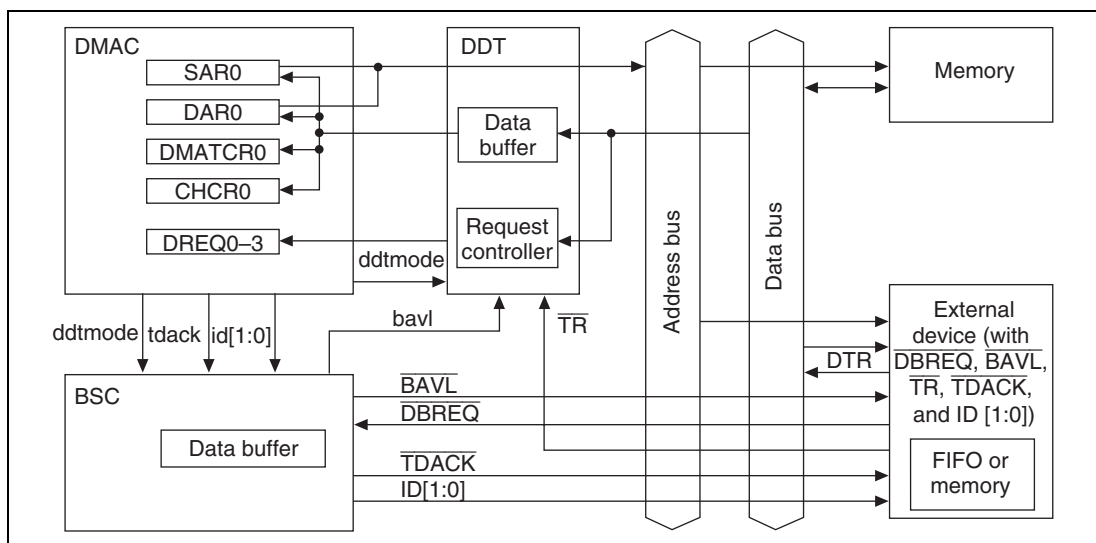 DMAC
SAR0
DAR0
DMATCR0
CHCR0
DREQ0–3
DDT
Data
buffer
Request
controller
ddtmode
bavl
TR
Address bus
Data bus
Memory
ddtmode
tdack
id[1:0]
BSC
Data buffer
BAVL
DBREQ
TDACK
ID[1:0]
DTR
External
device (with
DBREQ, BAVL,
TR, TDACK,
and ID [1:0])
FIFO or
memory